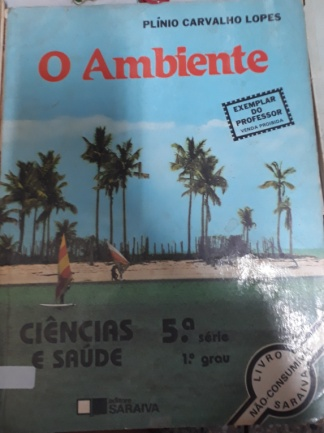 PLÍNIO CARVALHO LOPES
O Ambiente
EXEMPLAR
DO
PROFESSOR
VENDA PROIBIDA
CIÊNCIAS
E SAÚDE
5.ª série
1.º grau
LIVRO
NÃO-CONSUMÍ
SARAIVA
editora
SARAIVA